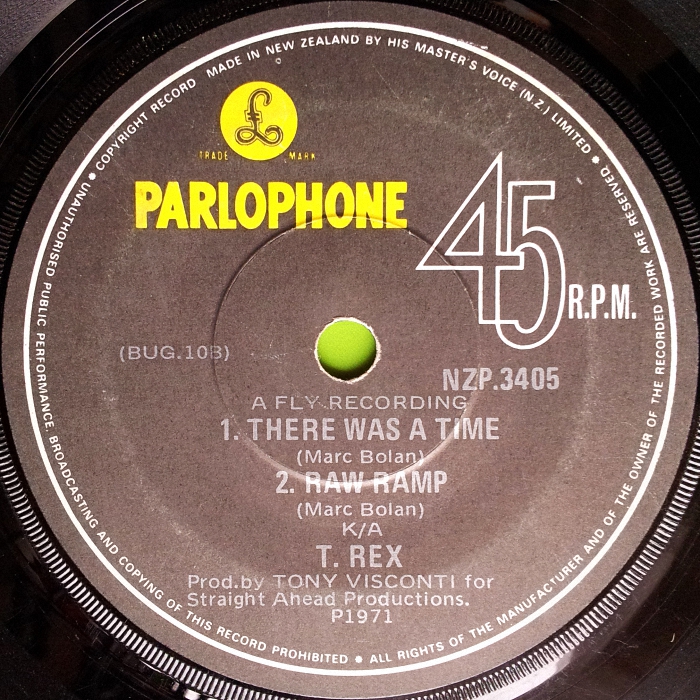 COPYRIGHT RECORD MADE IN NEW ZEALAND BY HIS MASTER'S VOICE (N.Z.) LIMITED ● ALL RIGHTS OF THE MANUFACTURER AND OF THE OWNER OF THE RECORDED WORK ARE RESERVED. ● UNAUTHORISED PUBLIC PERFORMANCE, BROADCASTING AND COPYING OF THIS RECORD PROHIBITED ●
£
TRADE MARK
PARLOPHONE
45 R.P.M.
(BUG.10B)
NZP.3405
A FLY RECORDING
1. THERE WAS A TIME
(Marc Bolan)
2. RAW RAMP
(Marc Bolan)
K/A
T. REX
Prod.by TONY VISCONTI for
Straight Ahead Productions.
P1971